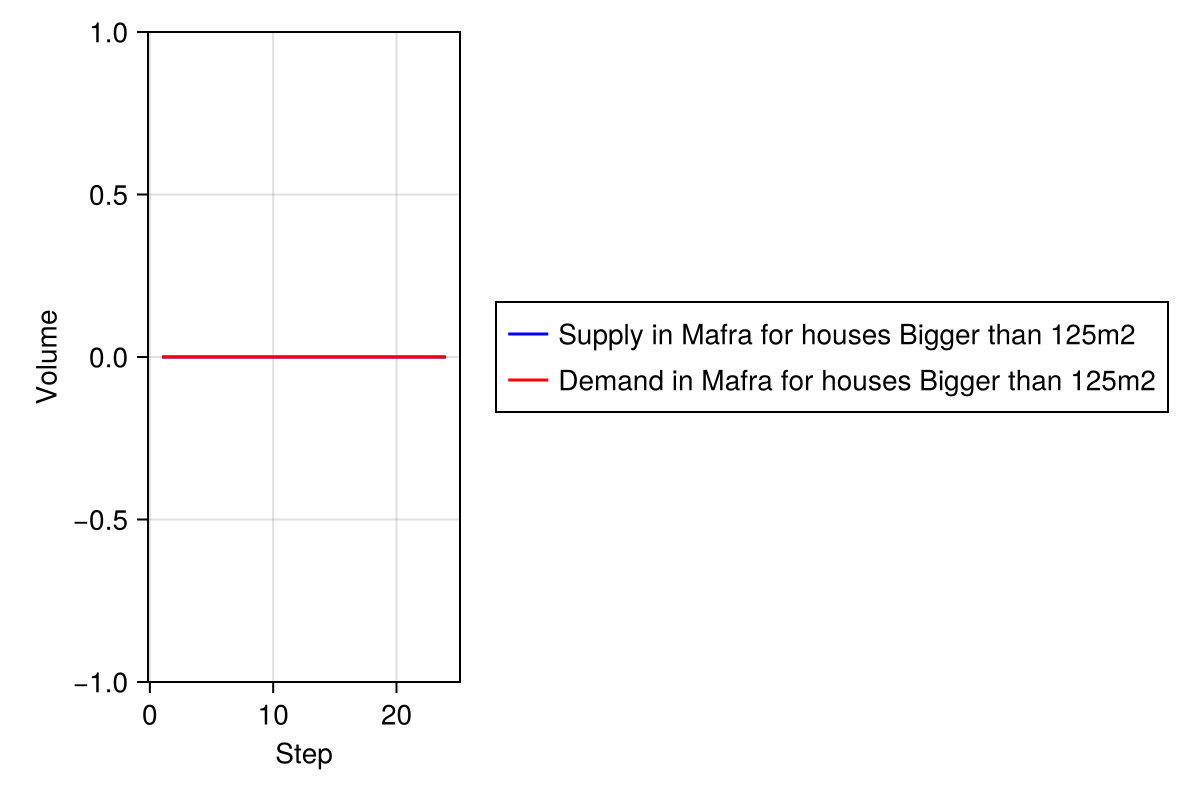 1.0
0.5
0.0
−0.5
−1.0
Volume
0 10 20
Step
Supply in Mafra for houses Bigger than 125m2
Demand in Mafra for houses Bigger than 125m2